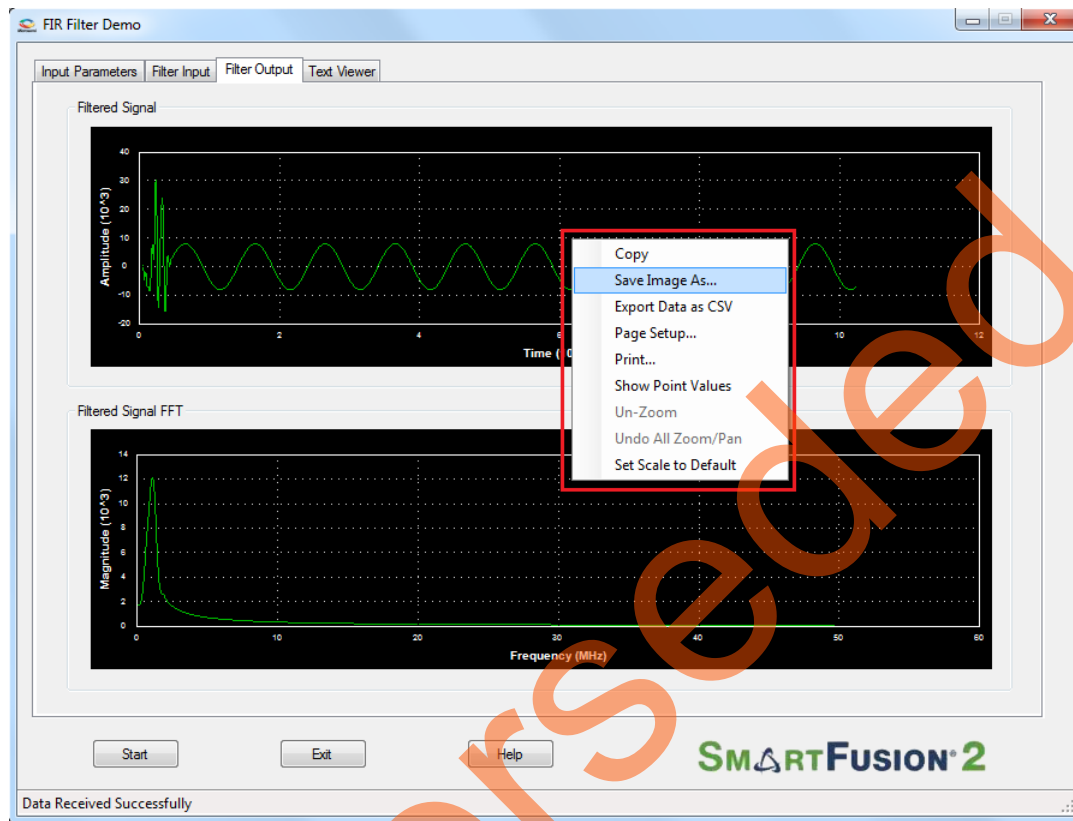 FIR Filter Demo
Input Parameters
Filter Input
Filter Output
Text Viewer
Filtered Signal
40
30
20
10
0
-10
-20
Amplitude (10^3)
0
2
4
10
12
Time (
Copy
Save Image As...
Export Data as CSV
Page Setup...
Print...
Show Point Values
Un-Zoom
Undo All Zoom/Pan
Set Scale to Default
Filtered Signal FFT
14
12
10
8
6
4
2
0
Magnitude (10^3)
0
10
20
30
40
50
60
Frequency (MHz)
Start
Exit
Help
SMARTFUSION®2
Data Received Successfully
erseded